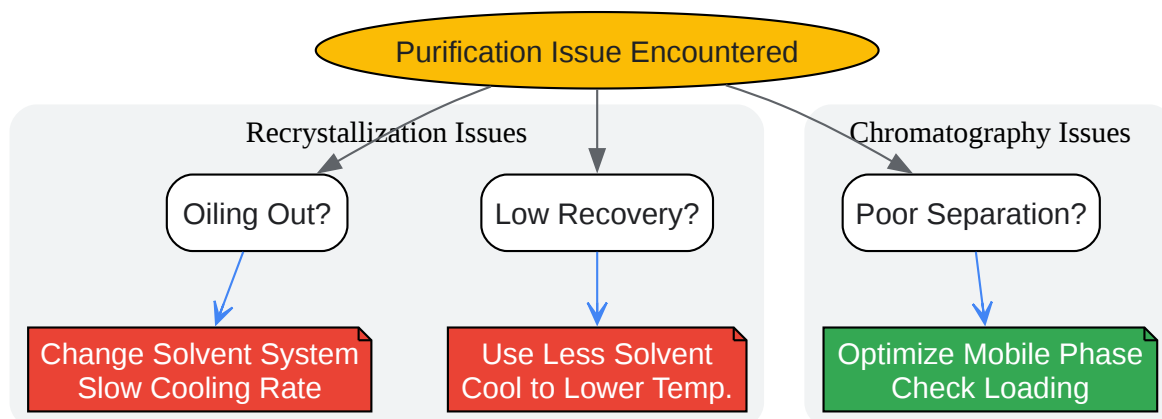 Purification Issue Encountered
Recrystallization Issues
Chromatography Issues
Oiling Out?
Low Recovery?
Poor Separation?
Change Solvent System
Slow Cooling Rate
Use Less Solvent
Cool to Lower Temp.
Optimize Mobile Phase
Check Loading